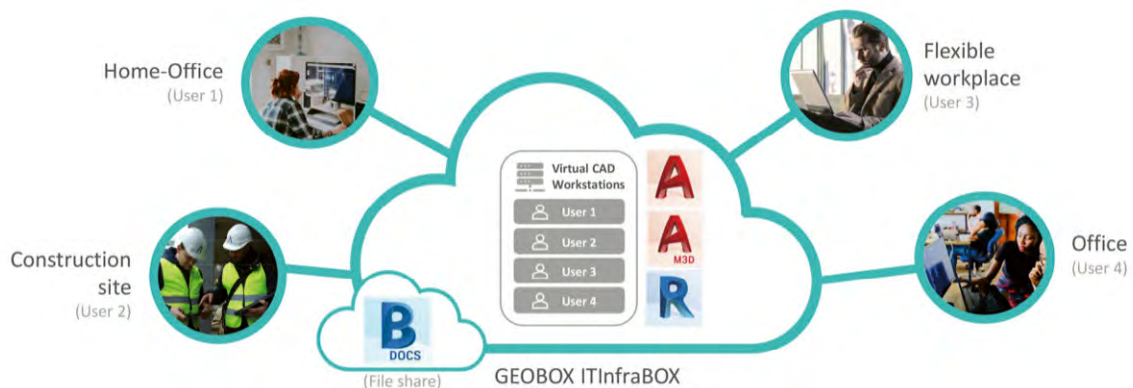 Home-Office
(User 1)
Flexible
workplace
(User 3)
Virtual CAD
Workstations
User 1
User 2
User 3
User 4
A
A
M3D
R
Construction
site
(User 2)
Office
(User 4)
B
DOCS
(File share)
GEOBOX ITInfraBOX